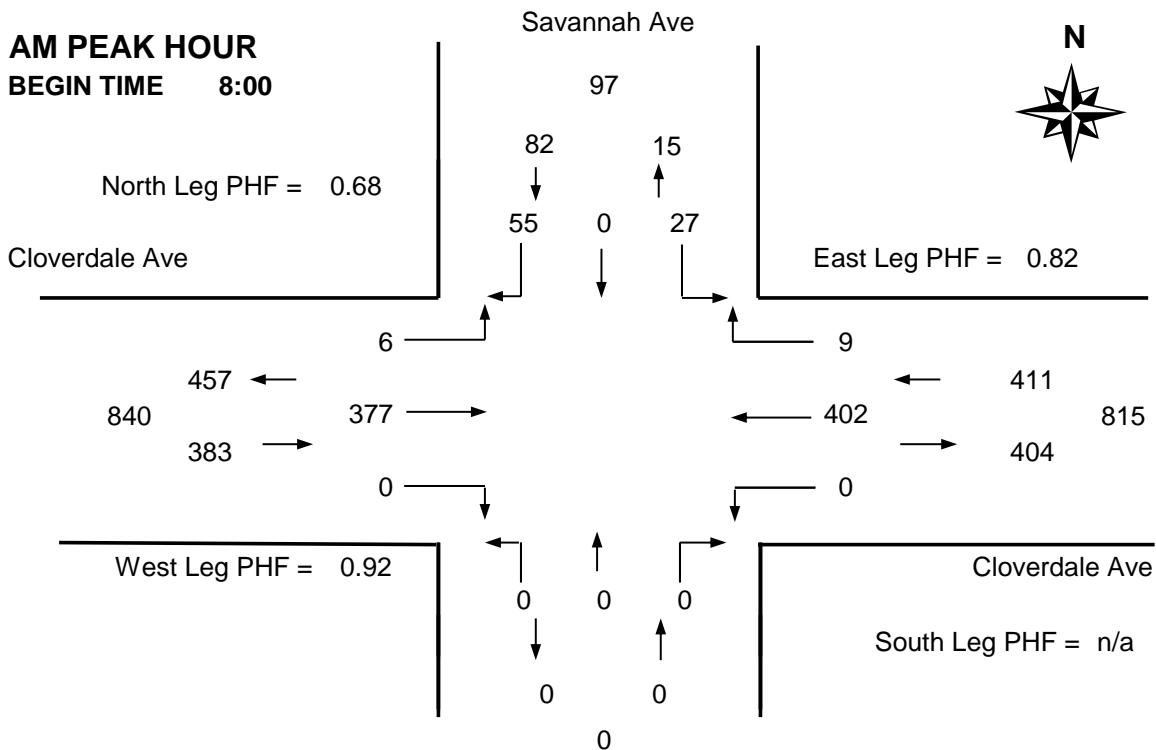 Savannah Ave
AM PEAK HOUR
N
BEGIN TIME 8:00
97
82 15
North Leg PHF = 0.68
55 0 27
Cloverdale Ave
East Leg PHF = 0.82
6 9
457 411
840 377 402 815
383 404
0 0
West Leg PHF = 0.92
Cloverdale Ave
0 0 0
South Leg PHF = n/a
0 0
0